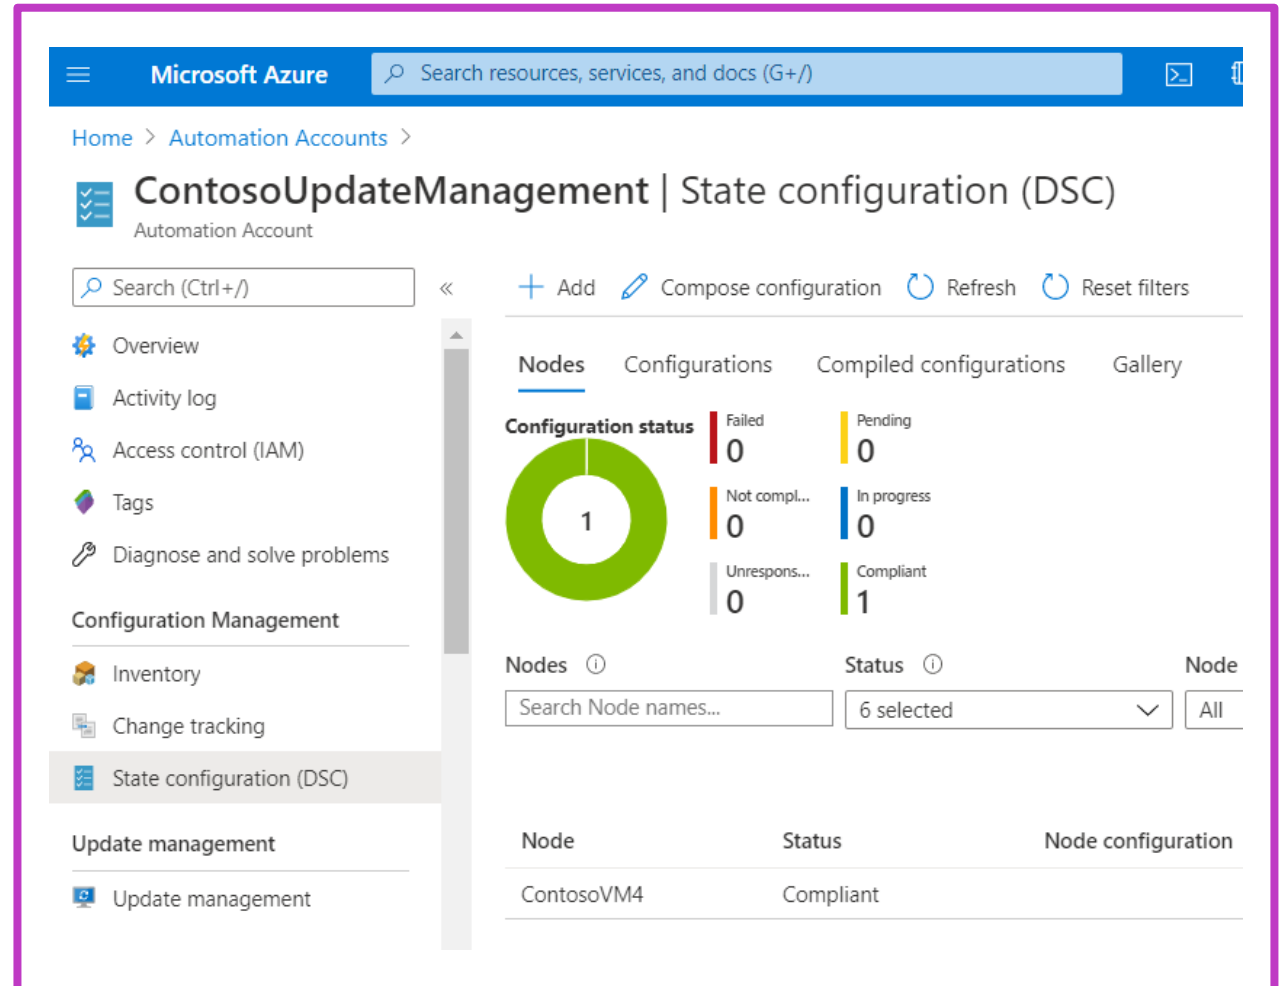 Microsoft Azure
Search resources, services, and docs (G+/)
Home > Automation Accounts >
ContosoUpdateManagement | State configuration (DSC)
Automation Account
Search (Ctrl+/)
«
+ Add
Compose configuration
Refresh
Reset filters
Overview
Activity log
Access control (IAM)
Tags
Diagnose and solve problems
Configuration Management
Inventory
Change tracking
State configuration (DSC)
Update management
Update management
Nodes
Configurations
Compiled configurations
Gallery
Configuration status
1
Failed
0
Pending
0
Not compl...
0
In progress
0
Unrespons...
0
Compliant
1
Nodes
Status
Node
Search Node names...
6 selected
All
Node Status Node configuration
ContosoVM4 Compliant